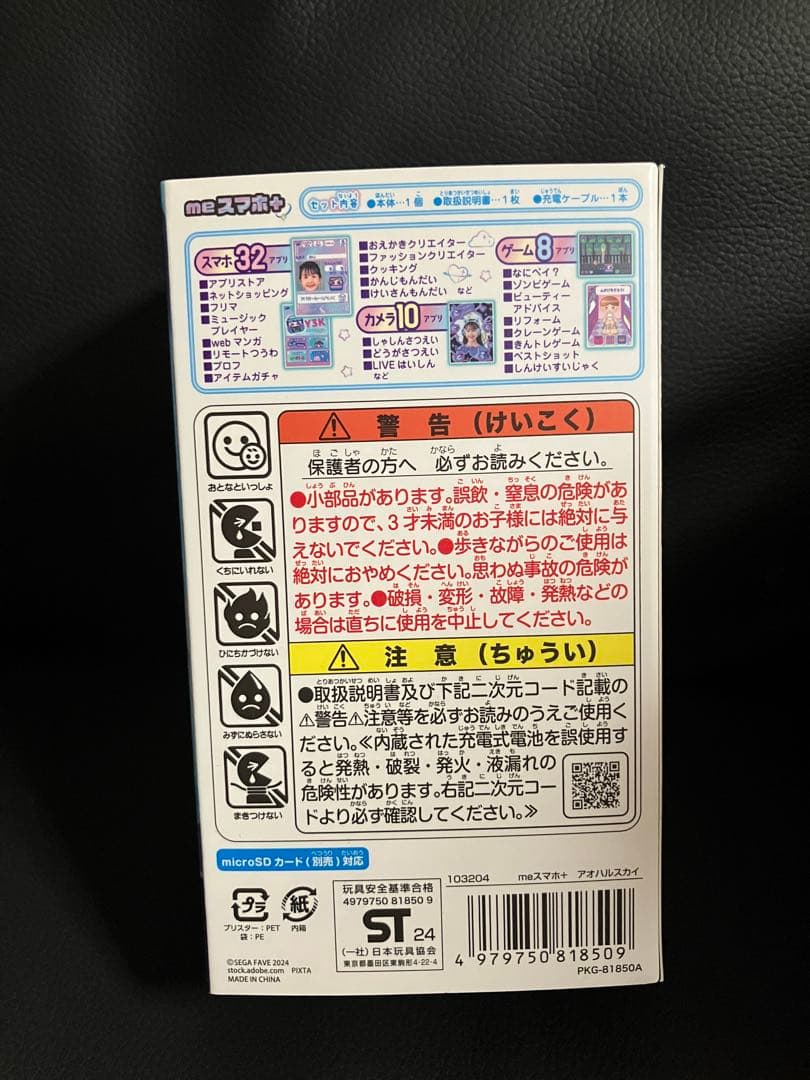 meスマホ+
セット内容 ●本体…1個 ●取扱説明書…1枚 ●充電ケーブル…1本
スマホ32アプリ
■アプリストア
■ネットショッピング
■フリマ
■ミュージック
プレイヤー
■webマンガ
■リモートつうわ
■プロフ
■アイテムガチャ
Y3K
■おえかきクリエイター
■ファッションクリエイター
■クッキング
■かんじもんだい
■けいさんもんだい など
カメラ10アプリ
■しゃしんさつえい
■どうがさつえい
■LIVEはいしん
など
ゲーム8アプリ
■なにペイ?
■ゾンビゲーム
■ビューティー
アドバイス
■リフォーム
■クレーンゲーム
■きんトレゲーム
■ベストショット
■しんけいすいじゃく
おとなといっしょ
くちにいれない
ひにちかづけない
みずにぬらさない
まきつけない
⚠ 警告(けいこく)
保護者の方へ 必ずお読みください。
●小部品があります。誤飲・窒息の危険があ
りますので、3才未満のお子様には絶対に与
えないでください。●歩きながらのご使用は
絶対におやめください。思わぬ事故の危険が
あります。●破損・変形・故障・発熱などの
場合は直ちに使用を中止してください。
⚠ 注意(ちゅうい)
●取扱説明書及び下記二次元コード記載の
⚠警告⚠注意等を必ずお読みのうえご使用く
ださい。≪内蔵された充電式電池を誤使用す
ると発熱・破裂・発火・液漏れの
危険性があります。右記二次元コー
ドより必ず確認してください。≫
microSDカード(別売)対応
プラ
ブリスター:PET
袋:PE
紙
内箱
玩具安全基準合格
4979750 81850 9
ST 24
(一社)日本玩具協会
東京都墨田区東駒形4-22-4
103204 meスマホ+ アオハルスカイ
4 979750 818509
PKG-81850A
©SEGA FAVE 2024
stock.adobe.com PIXTA
MADE IN CHINA